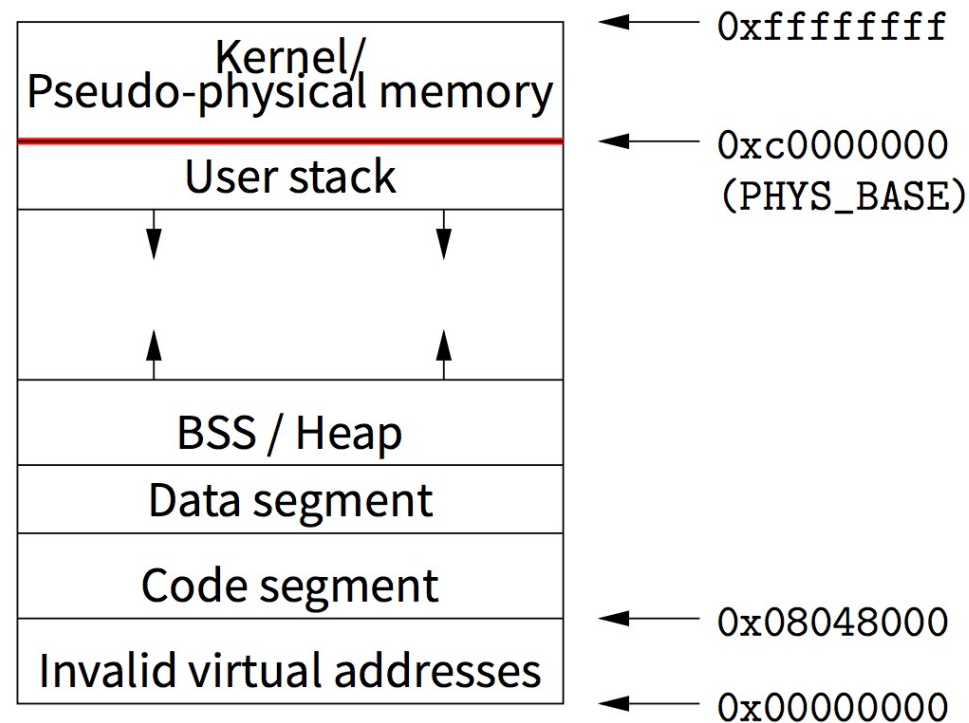 0xffffffff
Kernel/
Pseudo-physical memory
0xc0000000
(PHYS_BASE)
User stack
BSS / Heap
Data segment
Code segment
0x08048000
Invalid virtual addresses
0x00000000